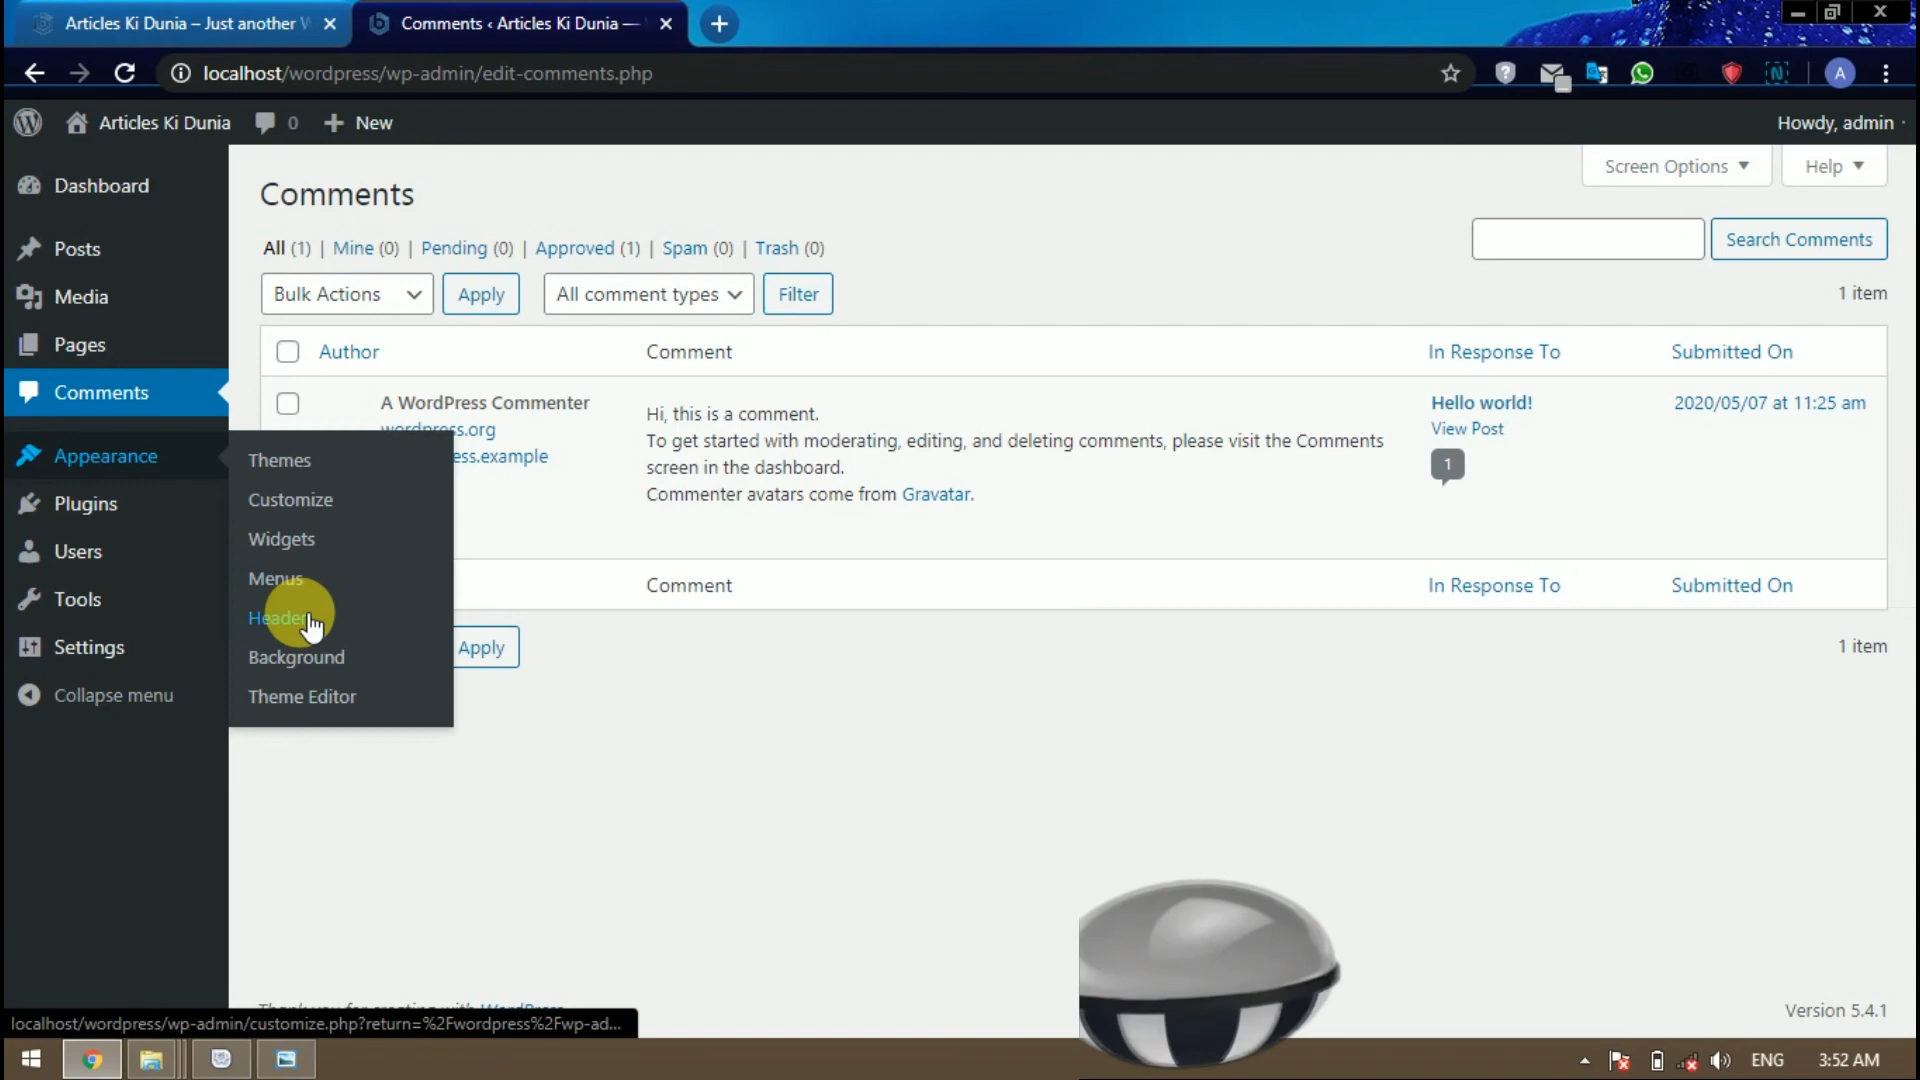 Articles Ki Dunia – Just another W
Comments ‹ Articles Ki Dunia —
localhost/wordpress/wp-admin/edit-comments.php
A
Articles Ki Dunia
0
New
Howdy, admin
Dashboard
Posts
Media
Pages
Comments
Appearance
Plugins
Users
Tools
Settings
Collapse menu
Themes
Customize
Widgets
Menus
Header
Background
Theme Editor
Screen Options
Help
Comments
All (1) | Mine (0) | Pending (0) | Approved (1) | Spam (0) | Trash (0)
Search Comments
Bulk Actions
Apply
All comment types
Filter
1 item
Author
Comment
In Response To
Submitted On
A WordPress Commenter
wordpress.org
ess.example
Hi, this is a comment.
To get started with moderating, editing, and deleting comments, please visit the Comments
screen in the dashboard.
Commenter avatars come from Gravatar.
Hello world!
View Post
1
2020/05/07 at 11:25 am
Comment
In Response To
Submitted On
Apply
1 item
Version 5.4.1
localhost/wordpress/wp-admin/customize.php?return=%2Fwordpress%2Fwp-ad...
ENG
3:52 AM